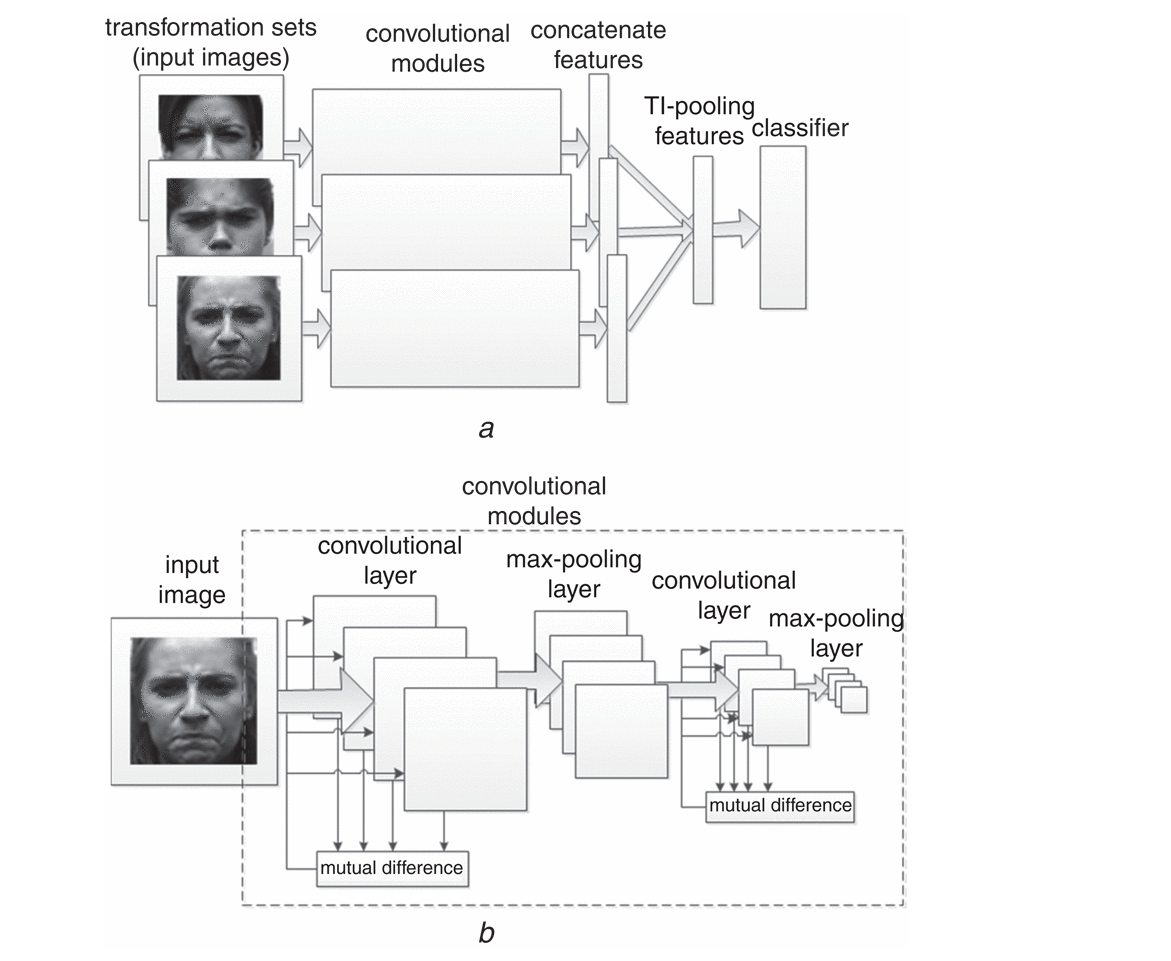 transformation sets
(input images)
convolutional
modules
concatenate
features
TI-pooling
features
classifier
a
convolutional
modules
input
image
convolutional
layer
max-pooling
layer
convolutional
layer
max-pooling
layer
mutual difference
mutual difference
b